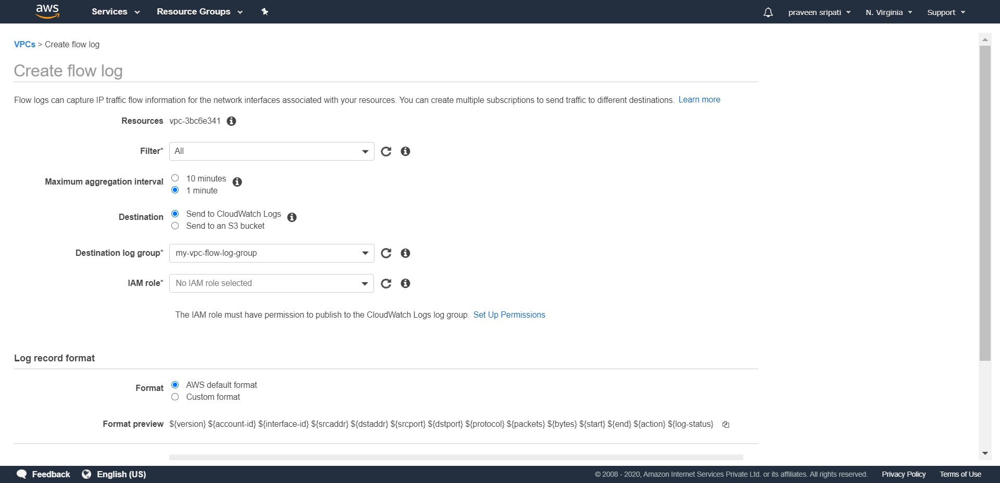 aws Services Resource Groups praveen sripati N. Virginia Support
VPCs > Create flow log
Create flow log
Flow logs can capture IP traffic flow information for the network interfaces associated with your resources. You can create multiple subscriptions to send traffic to different destinations. Learn more
Resources vpc-3bc6e341
Filter* All
Maximum aggregation interval
10 minutes
1 minute
Destination
Send to CloudWatch Logs
Send to an S3 bucket
Destination log group* my-vpc-flow-log-group
IAM role* No IAM role selected
The IAM role must have permission to publish to the CloudWatch Logs log group. Set Up Permissions
Log record format
Format
AWS default format
Custom format
Format preview ${version} ${account-id} ${interface-id} ${srcaddr} ${dstaddr} ${srcport} ${dstport} ${protocol} ${packets} ${bytes} ${start} ${end} ${action} ${log-status}
Feedback English (US) © 2008 - 2020, Amazon Internet Services Private Ltd. or its affiliates. All rights reserved. Privacy Policy Terms of Use